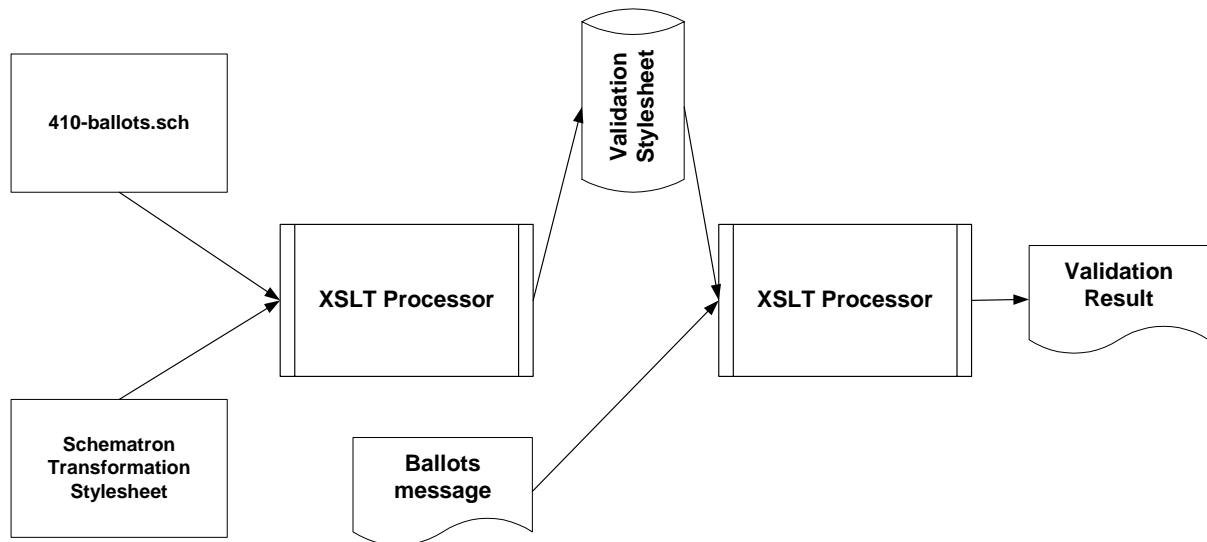 410-ballots.sch
Schematron
Transformation
Stylesheet
XSLT Processor
Validation
Stylesheet
Ballots
message
XSLT Processor
Validation
Result